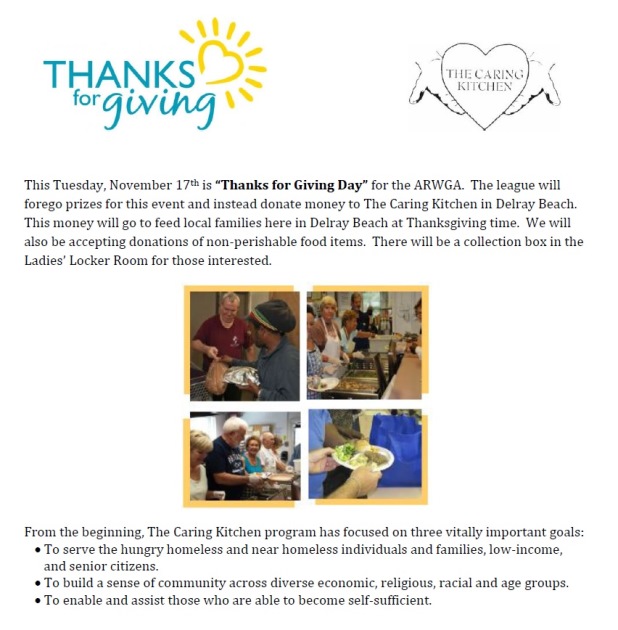 THANKS
for giving
THE CARING
KITCHEN
This Tuesday, November 17th is “Thanks for Giving Day” for the ARWGA.  The league will
forego prizes for this event and instead donate money to The Caring Kitchen in Delray Beach.
This money will go to feed local families here in Delray Beach at Thanksgiving time.  We will
also be accepting donations of non-perishable food items.  There will be a collection box in the
Ladies’ Locker Room for those interested.
From the beginning, The Caring Kitchen program has focused on three vitally important goals:
• To serve the hungry homeless and near homeless individuals and families, low-income,
and senior citizens.
• To build a sense of community across diverse economic, religious, racial and age groups.
• To enable and assist those who are able to become self-sufficient.